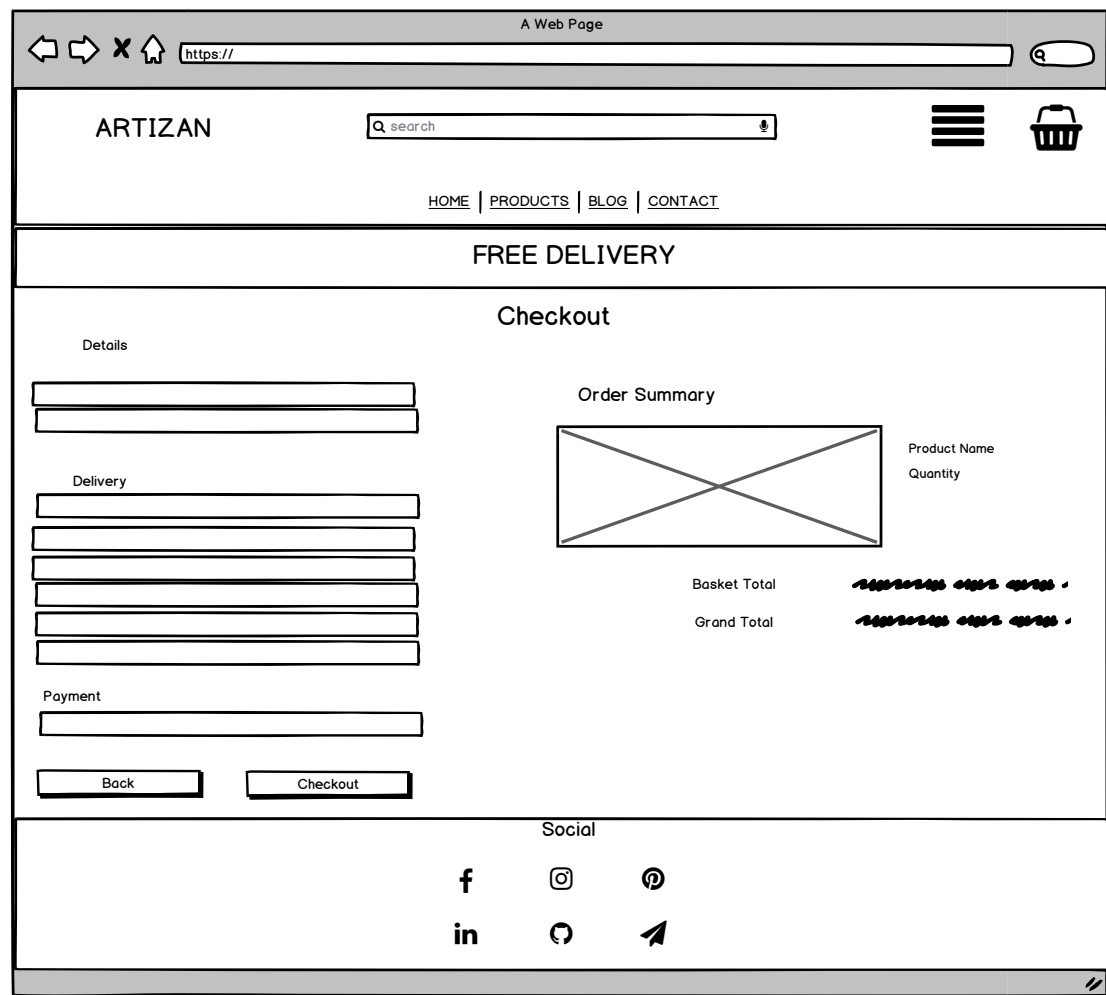 A Web Page
https://
ARTIZAN
search
HOME | PRODUCTS | BLOG | CONTACT
FREE DELIVERY
Checkout
Details
Order Summary
Product Name
Quantity
Delivery
Basket Total
Grand Total
Payment
Back
Checkout
Social